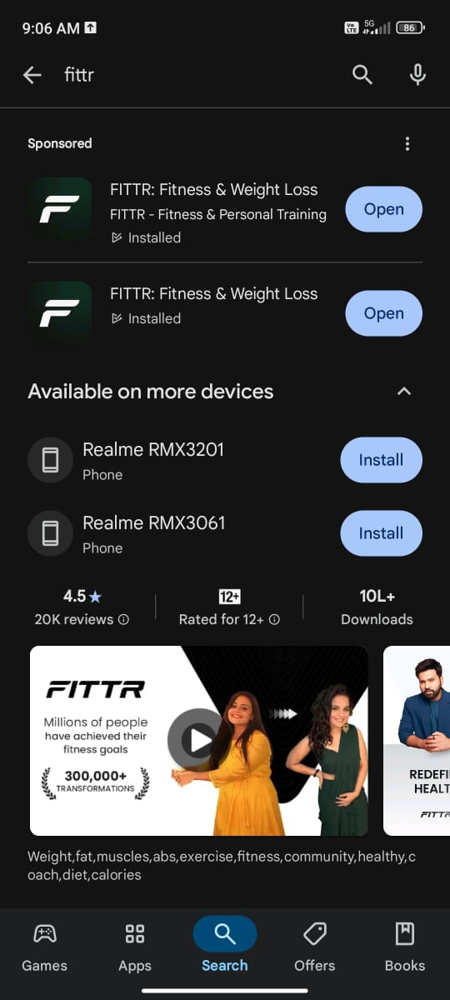 9:06 AM
Vo LTE 5G 86
fittr
Sponsored
FITTR: Fitness & Weight Loss
FITTR - Fitness & Personal Training
Installed
Open
FITTR: Fitness & Weight Loss
Installed
Open
Available on more devices
Realme RMX3201
Phone
Install
Realme RMX3061
Phone
Install
4.5★ 12+ 10L+
20K reviews Rated for 12+ Downloads
FITTR
Millions of people
have achieved their
fitness goals
300,000+
TRANSFORMATIONS
REDEFI
HEALT
FITTR
Weight,fat,muscles,abs,exercise,fitness,community,healthy,c
oach,diet,calories
Games Apps Search Offers Books